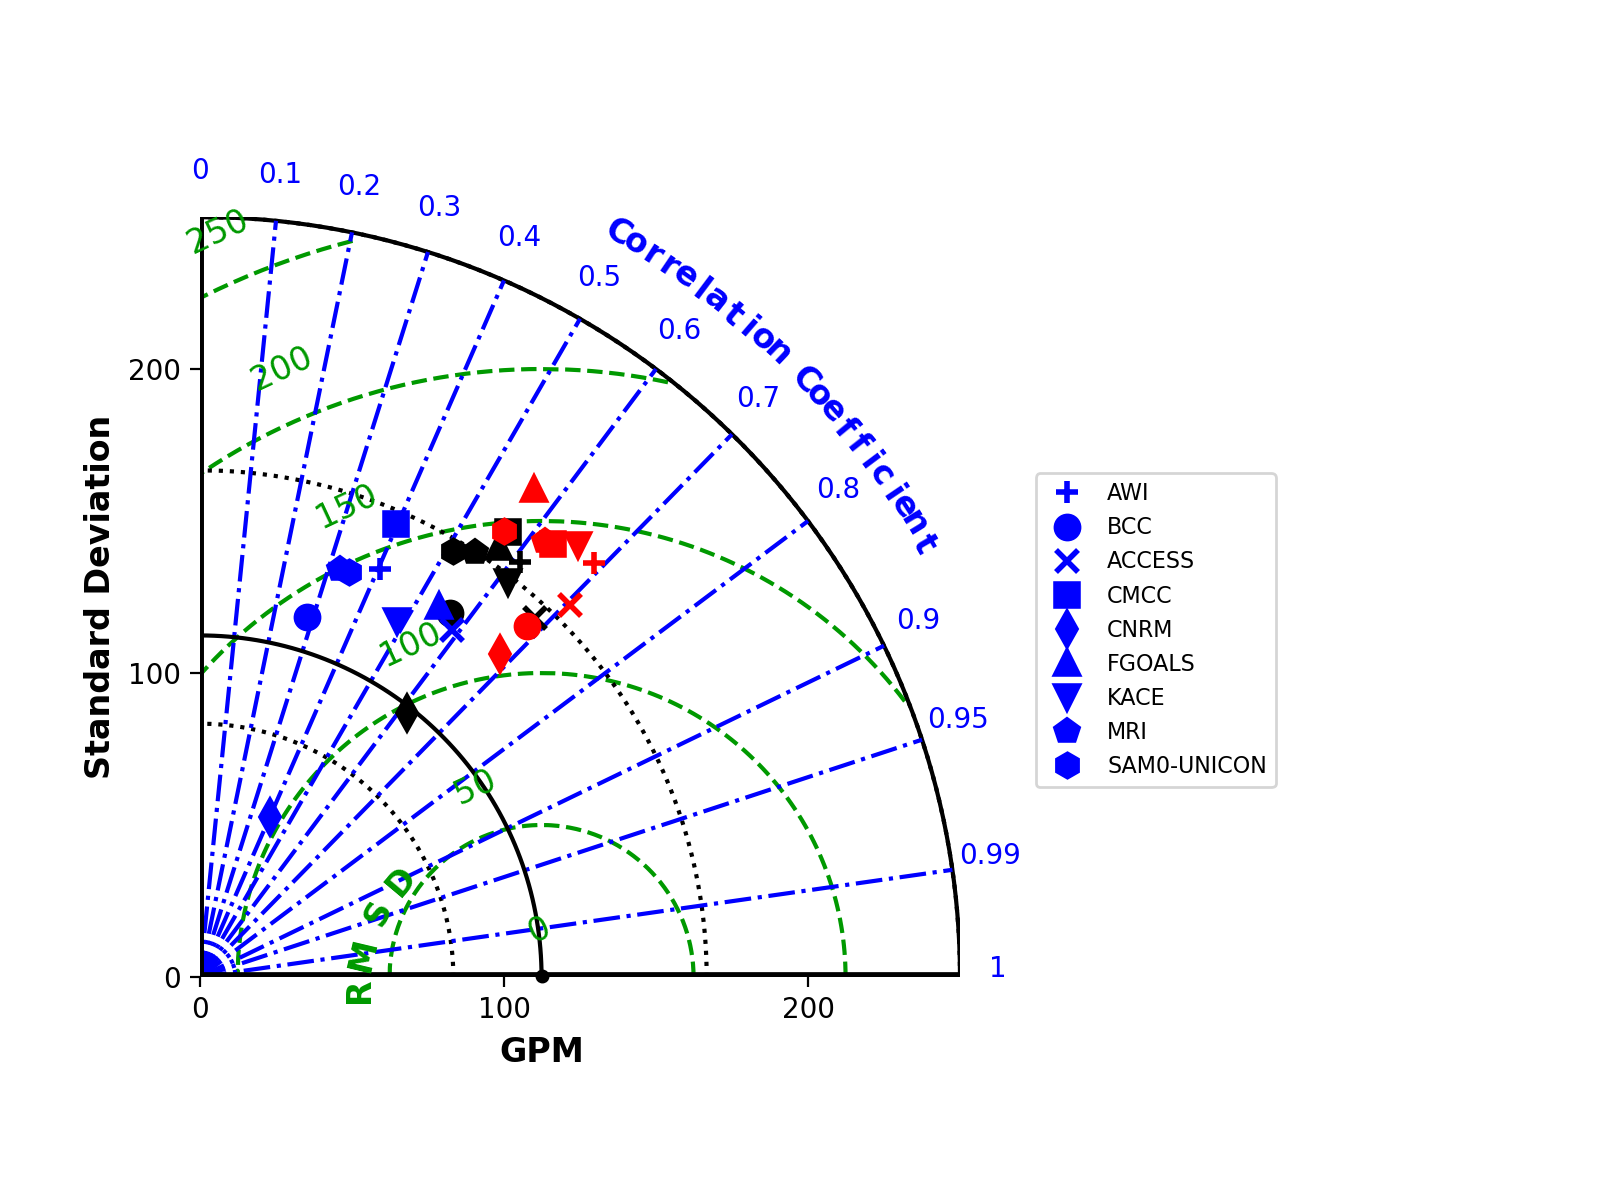 0
0.1
0.2
0.3
0.4
0.5
0.6
0.7
0.8
0.9
0.95
0.99
1
Correlation Coefficient
250
200
150
100
50
0
RMSD
Standard Deviation
200
100
0
0
100
200
GPM
AWI
BCC
ACCESS
CMCC
CNRM
FGOALS
KACE
MRI
SAM0-UNICON